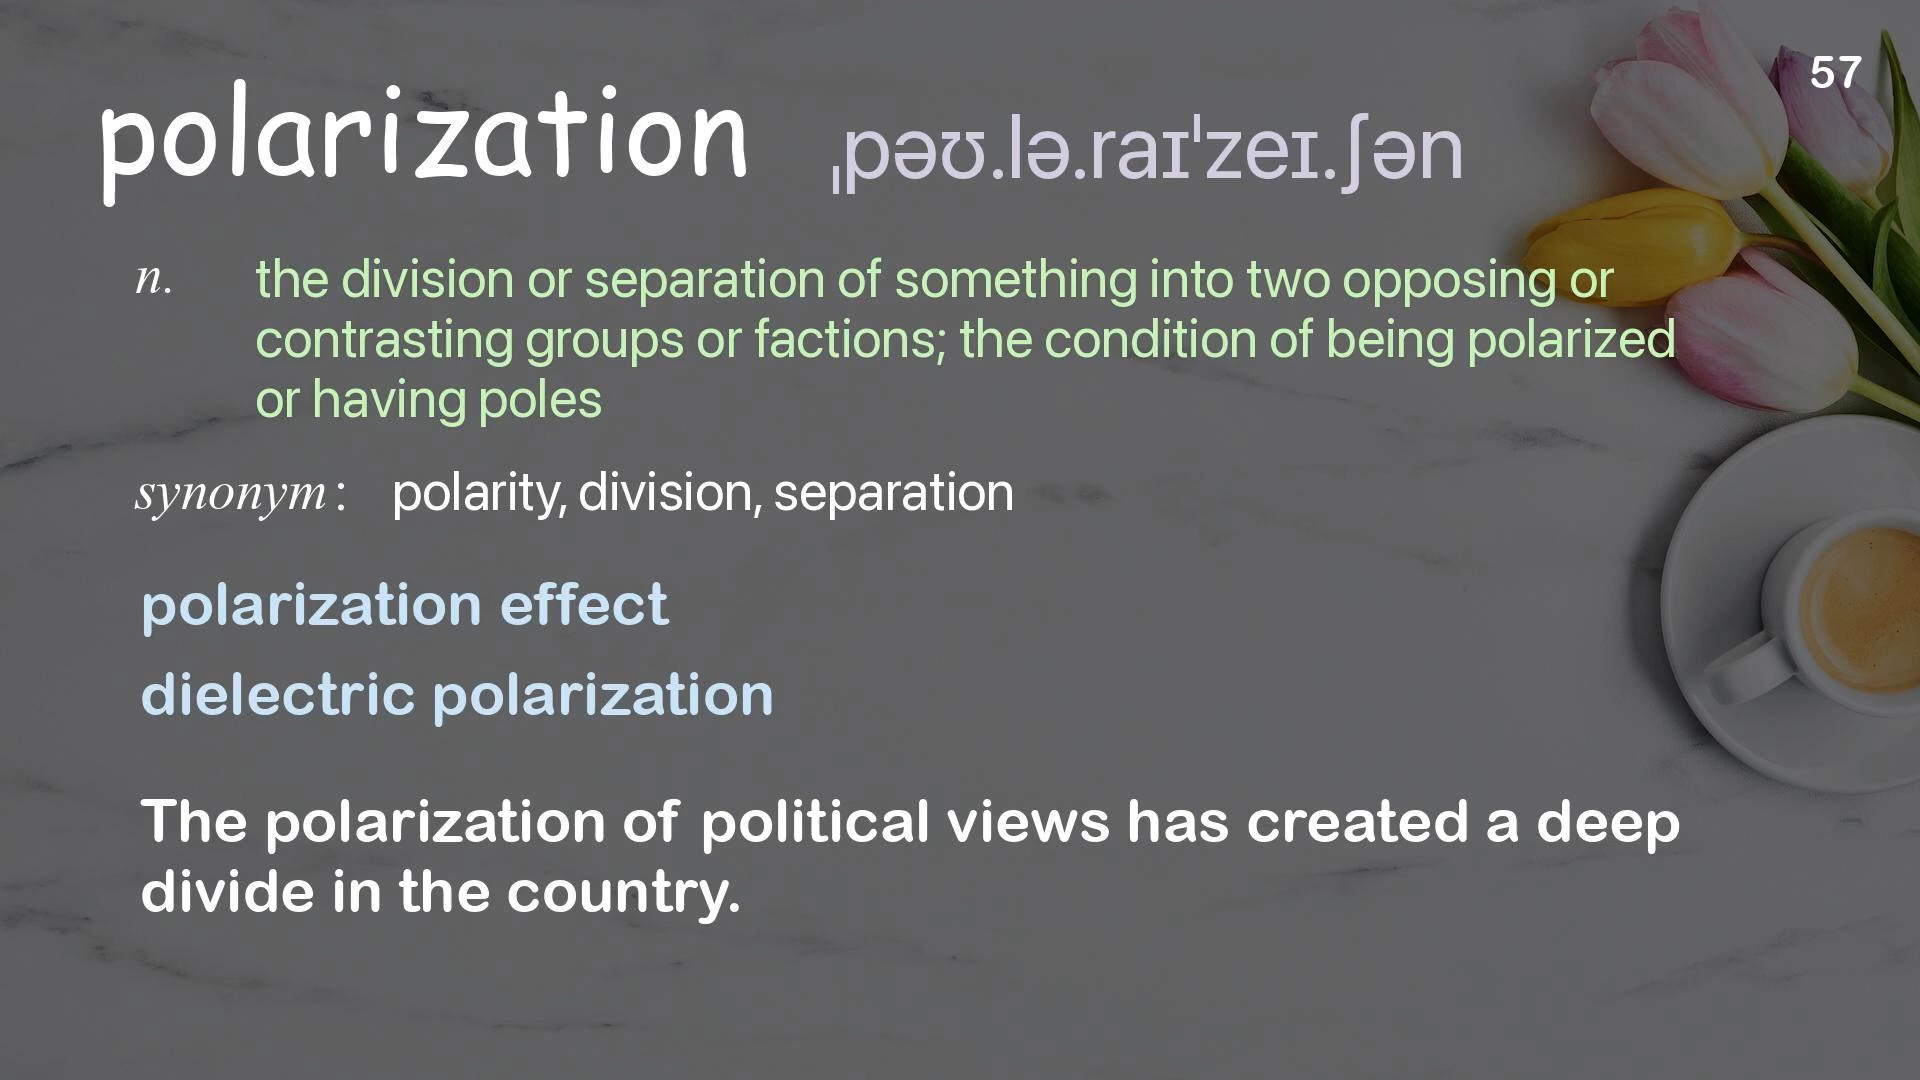 57
polarization ˌpəʊ.lə.raɪˈzeɪ.ʃən
n. the division or separation of something into two opposing or
contrasting groups or factions; the condition of being polarized
or having poles
synonym: polarity, division, separation
polarization effect
dielectric polarization
The polarization of political views has created a deep
divide in the country.